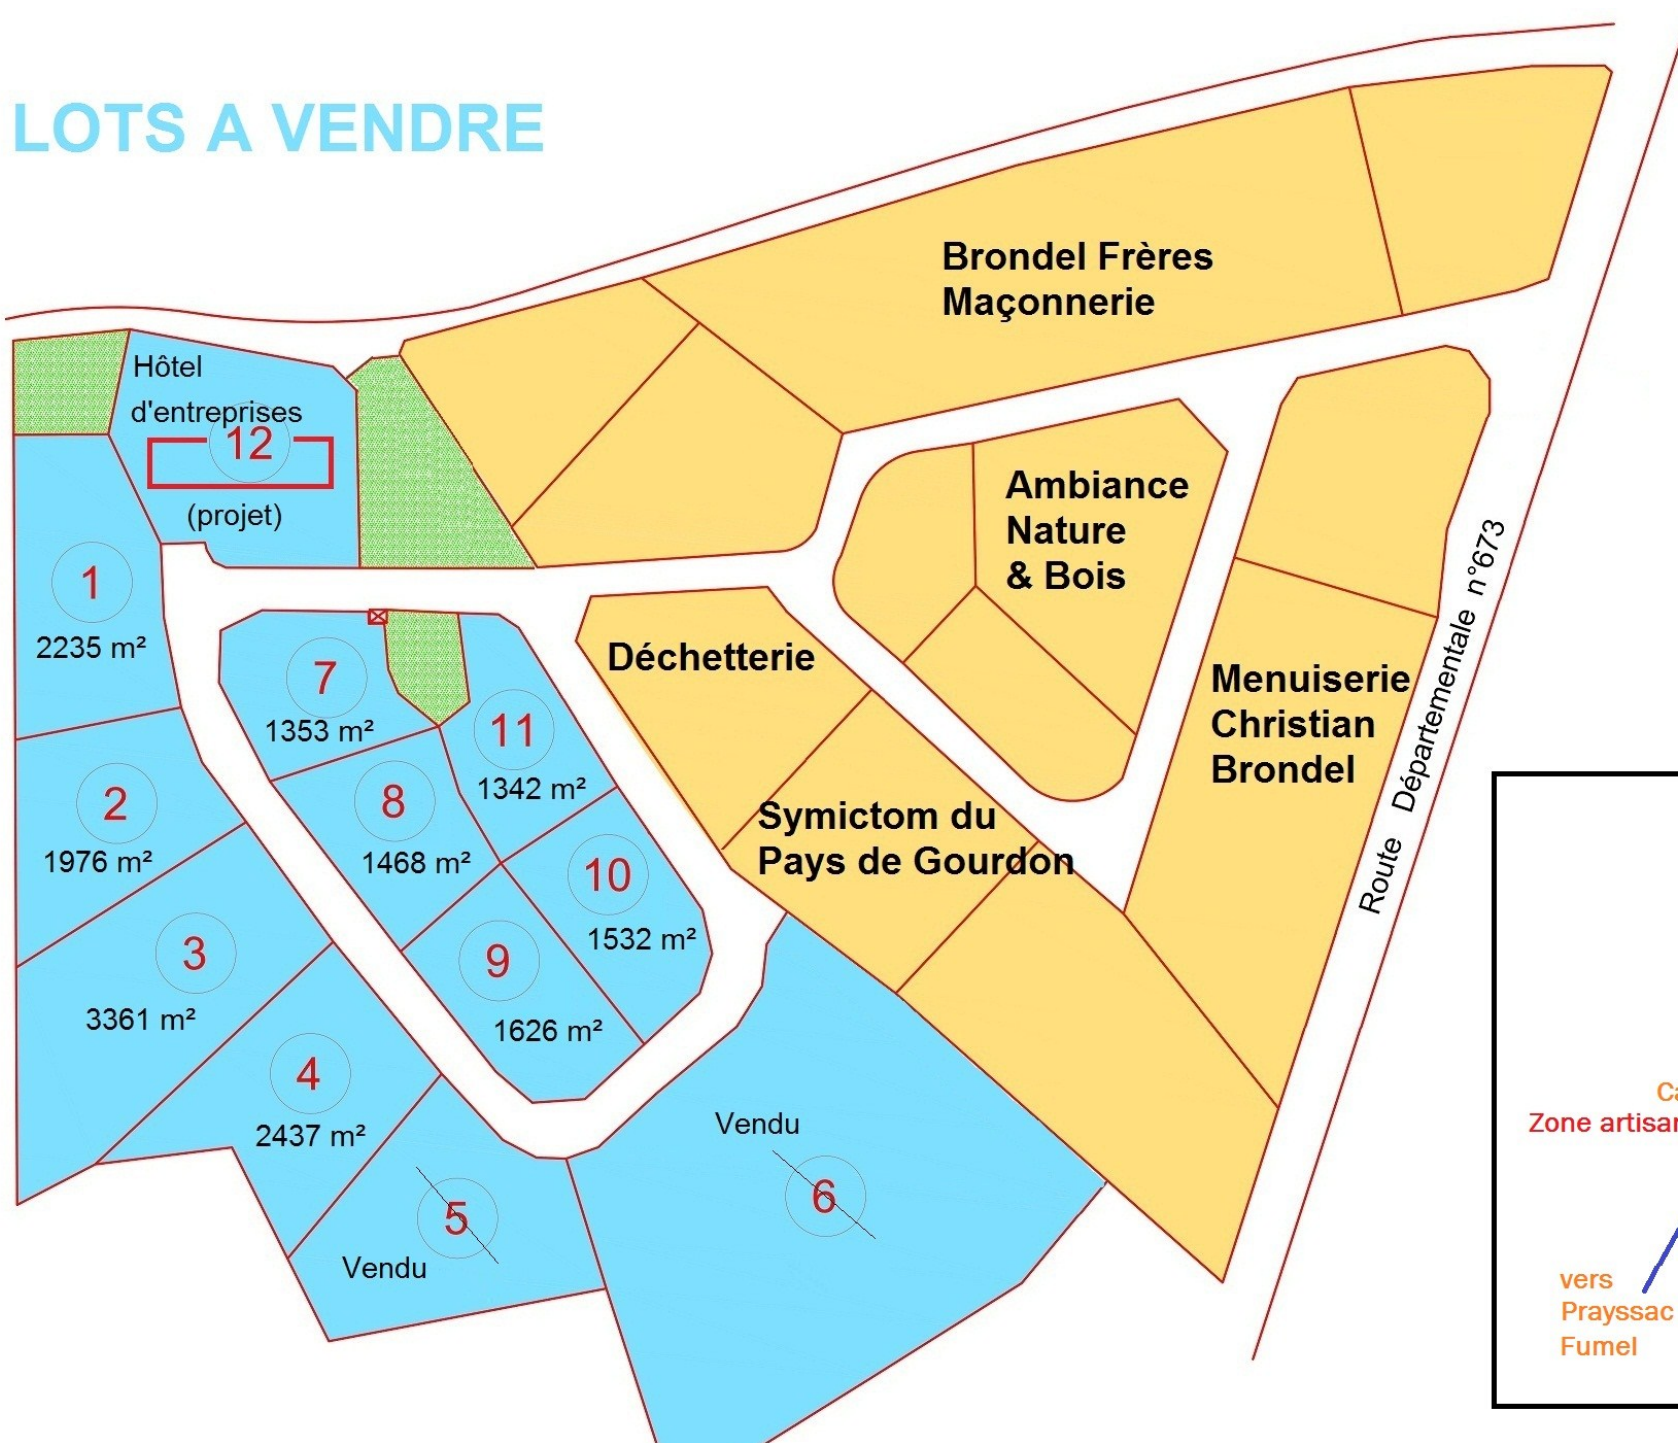 LOTS A VENDRE
Brondel Frères
Maçonnerie
Hôtel
d'entreprises
12
(projet)
Ambiance
Nature
& Bois
1
2235 m²
7
1353 m²
11
1342 m²
Déchetterie
Menuiserie
Christian
Brondel
Route Départementale n°673
2
1976 m²
8
1468 m²
10
1532 m²
Symictom du
Pays de Gourdon
3
3361 m²
9
1626 m²
4
2437 m²
Vendu
5
Vendu
6
Ca
Zone artisan
vers
Prayssac
Fumel